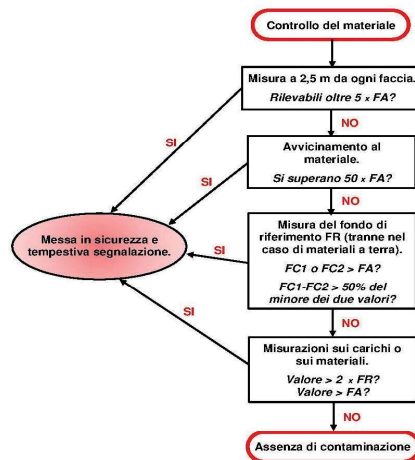 Controllo del materiale
Misura a 2,5 m da ogni faccia.
Rilevabili oltre 5 x FA?
SI
NO
Avvicinamento al
materiale.
Si superano 50 x FA?
SI
NO
Messa in sicurezza e
tempestiva segnalazione.
Misura del fondo di
riferimento FR (tranne nel
caso di materiali a terra).
FC1 o FC2 > FA?
FC1-FC2 > 50% del
minore dei due valori?
SI
NO
SI
Misurazioni sui carichi o
sui materiali.
Valore > 2 x FR?
Valore > FA?
NO
Assenza di contaminazione